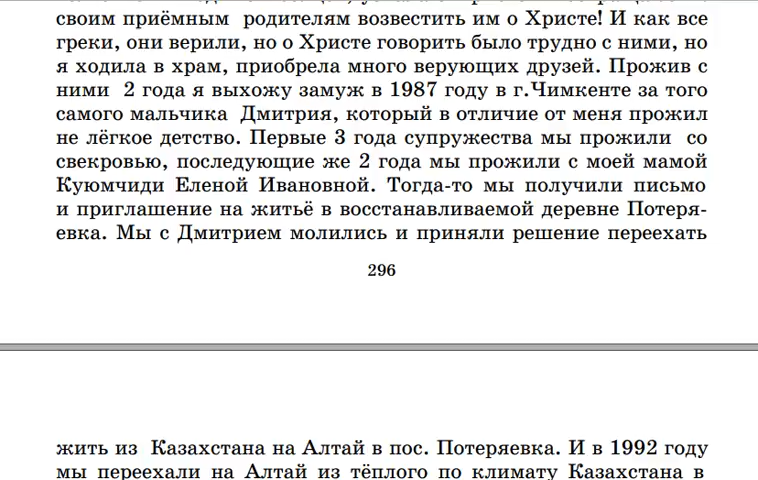 своим приёмным родителям возвестить им о Христе! И как все
греки, они верили, но о Христе говорить было трудно с ними, но
я ходила в храм, приобрела много верующих друзей. Прожив с
ними 2 года я выхожу замуж в 1987 году в г.Чимкенте за того
самого мальчика Дмитрия, который в отличие от меня прожил
не лёгкое детство. Первые 3 года супружества мы прожили со
свекровью, последующие же 2 года мы прожили с моей мамой
Куюмчиди Еленой Ивановной. Тогда-то мы получили письмо
и приглашение на житьё в восстанавливаемой деревне Потеря-
евка. Мы с Дмитрием молились и приняли решение переехать
296
жить из Казахстана на Алтай в пос. Потеряевка. И в 1992 году
мы переехали на Алтай из тёплого по климату Казахстана в